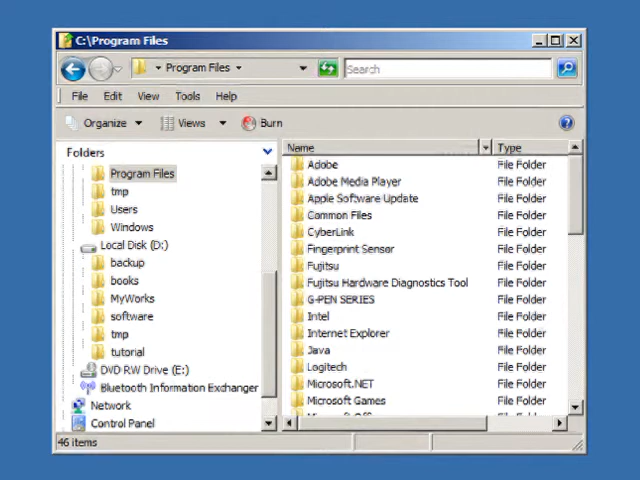 C:\Program Files
Program Files
Search
File Edit View Tools Help
Organize Views Burn
Folders
Program Files
tmp
Users
Windows
Local Disk (D:)
backup
books
MyWorks
software
tmp
tutorial
DVD RW Drive (E:)
Bluetooth Information Exchanger
Network
Control Panel
Name Type
Adobe File Folder
Adobe Media Player File Folder
Apple Software Update File Folder
Common Files File Folder
CyberLink File Folder
Fingerprint Sensor File Folder
Fujitsu File Folder
Fujitsu Hardware Diagnostics Tool File Folder
G-PEN SERIES File Folder
Intel File Folder
Internet Explorer File Folder
Java File Folder
Logitech File Folder
Microsoft.NET File Folder
Microsoft Games File Folder
46 items